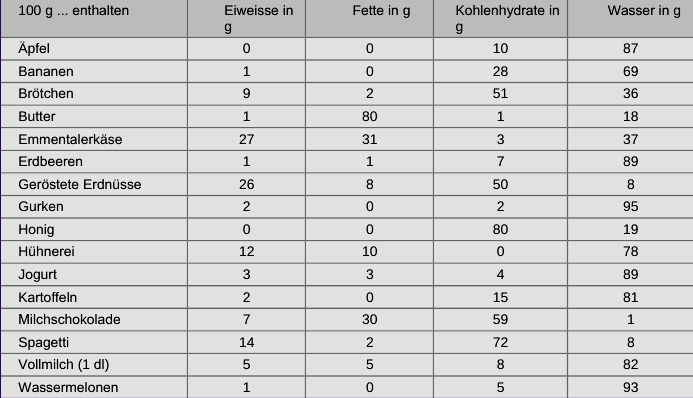 100 g ... enthalten Eiweisse in g Fette in g Kohlenhydrate in g Wasser in g
Äpfel 0 0 10 87
Bananen 1 0 28 69
Brötchen 9 2 51 36
Butter 1 80 1 18
Emmentalerkäse 27 31 3 37
Erdbeeren 1 1 7 89
Geröstete Erdnüsse 26 8 50 8
Gurken 2 0 2 95
Honig 0 0 80 19
Hühnerei 12 10 0 78
Jogurt 3 3 4 89
Kartoffeln 2 0 15 81
Milchschokolade 7 30 59 1
Spagetti 14 2 72 8
Vollmilch (1 dl) 5 5 8 82
Wassermelonen 1 0 5 93